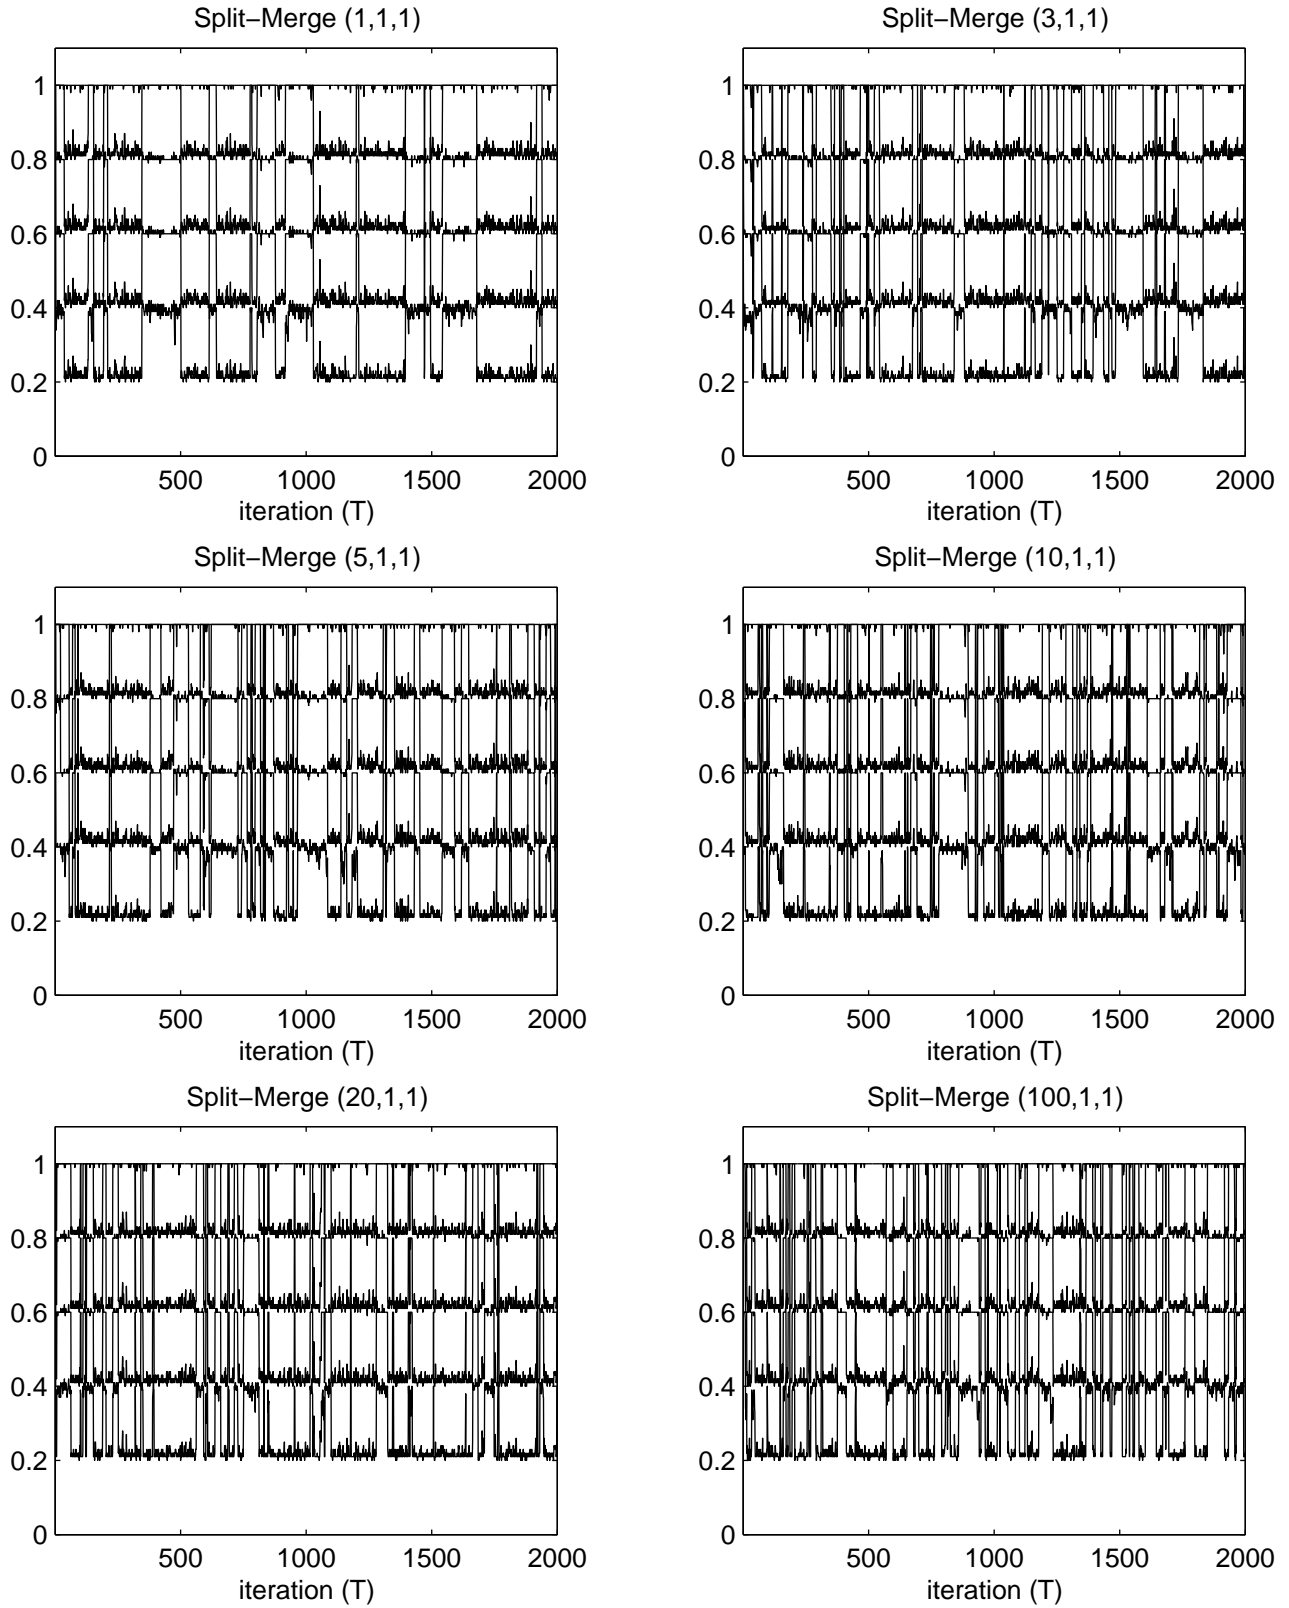 Split−Merge (1,1,1)
Split−Merge (3,1,1)
1
0.8
0.6
0.4
0.2
0
500 1000 1500 2000
iteration (T)
1
0.8
0.6
0.4
0.2
0
500 1000 1500 2000
iteration (T)
Split−Merge (5,1,1)
Split−Merge (10,1,1)
1
0.8
0.6
0.4
0.2
0
500 1000 1500 2000
iteration (T)
1
0.8
0.6
0.4
0.2
0
500 1000 1500 2000
iteration (T)
Split−Merge (20,1,1)
Split−Merge (100,1,1)
1
0.8
0.6
0.4
0.2
0
500 1000 1500 2000
iteration (T)
1
0.8
0.6
0.4
0.2
0
500 1000 1500 2000
iteration (T)